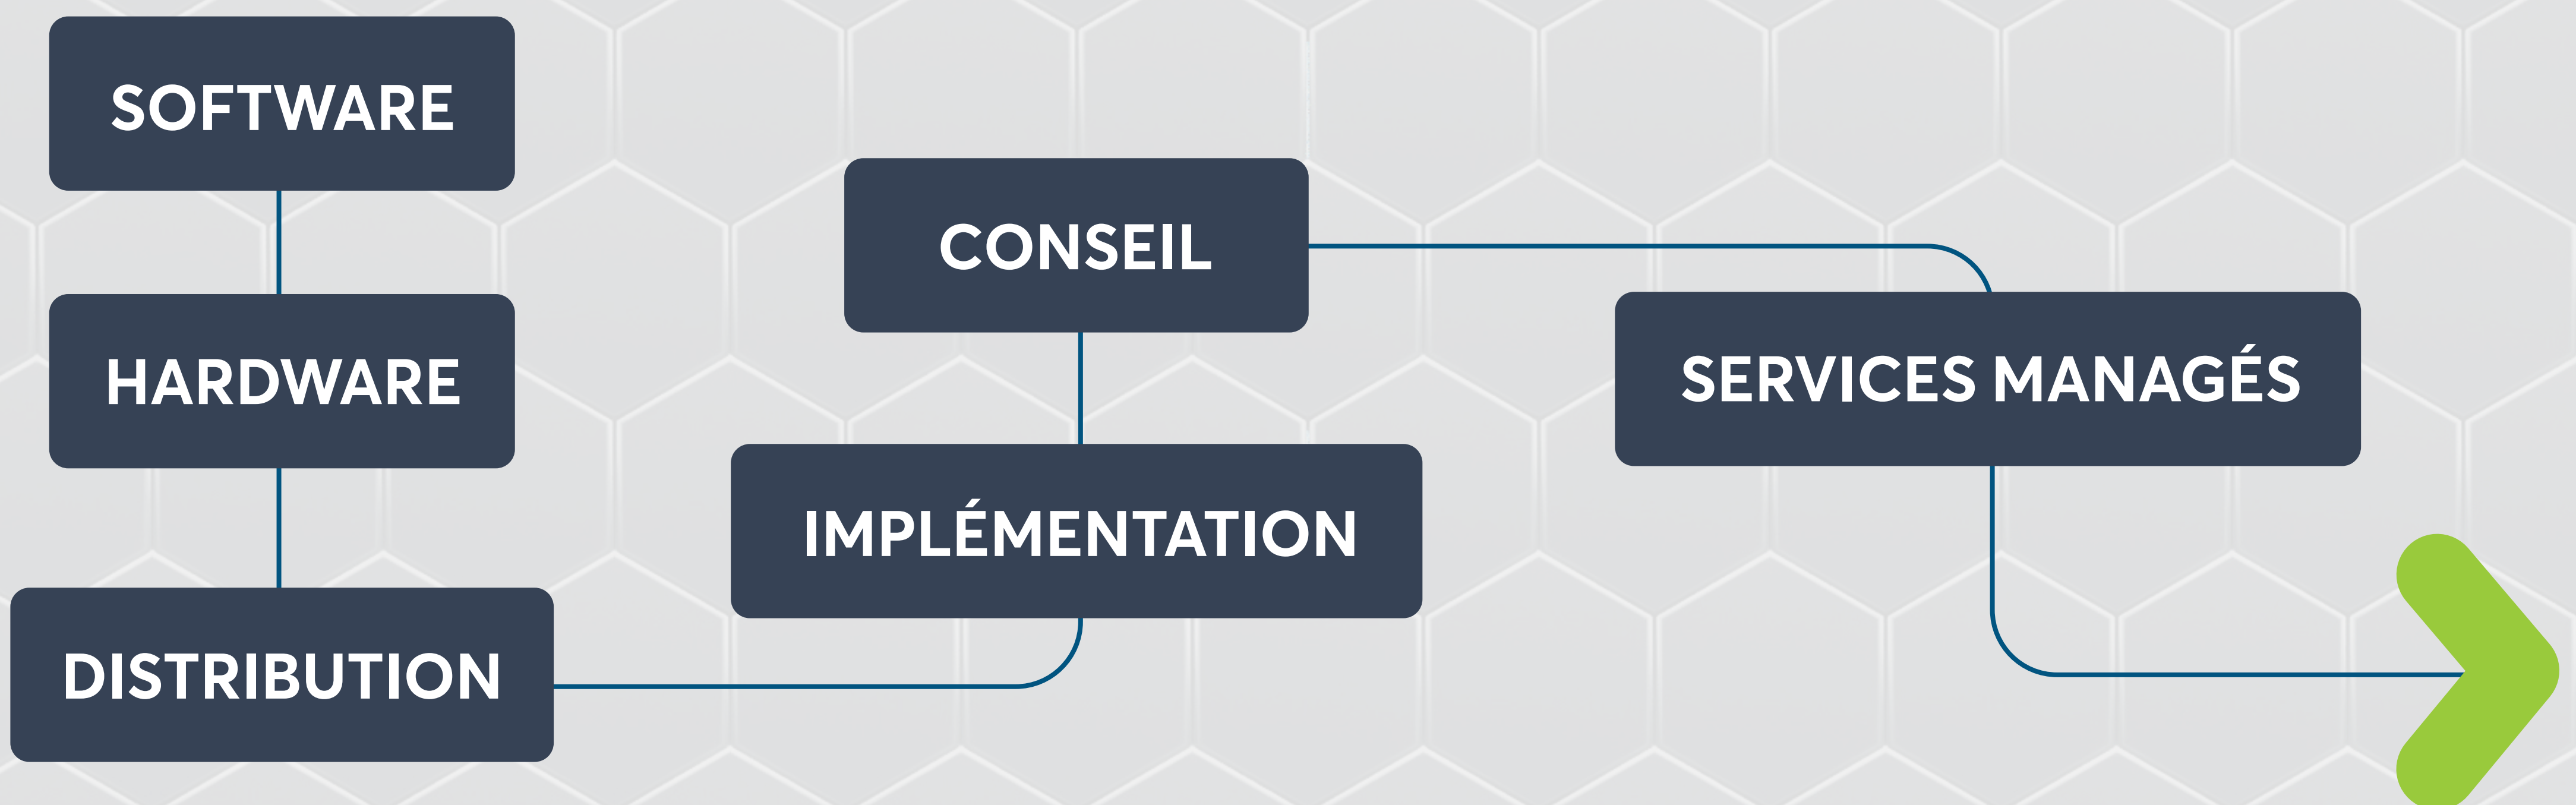 SOFTWARE
HARDWARE
DISTRIBUTION
CONSEIL
IMPLÉMENTATION
SERVICES MANAGÉS